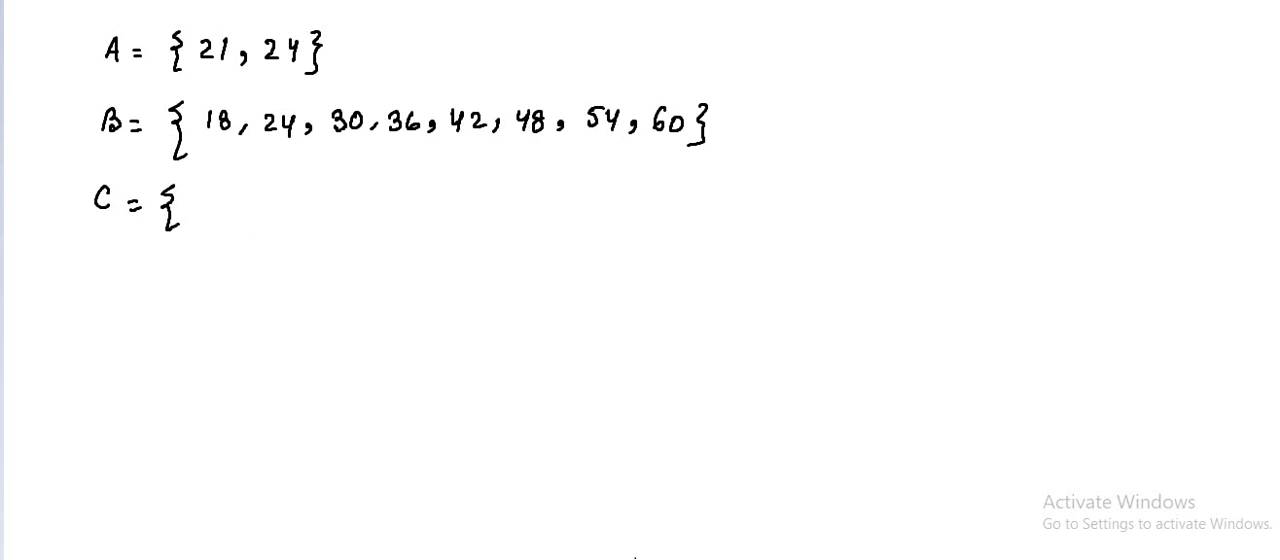 A = { 21, 24}
B = { 18, 24, 30, 36, 42, 48, 54, 60}
C = {
Activate Windows
Go to Settings to activate Windows.